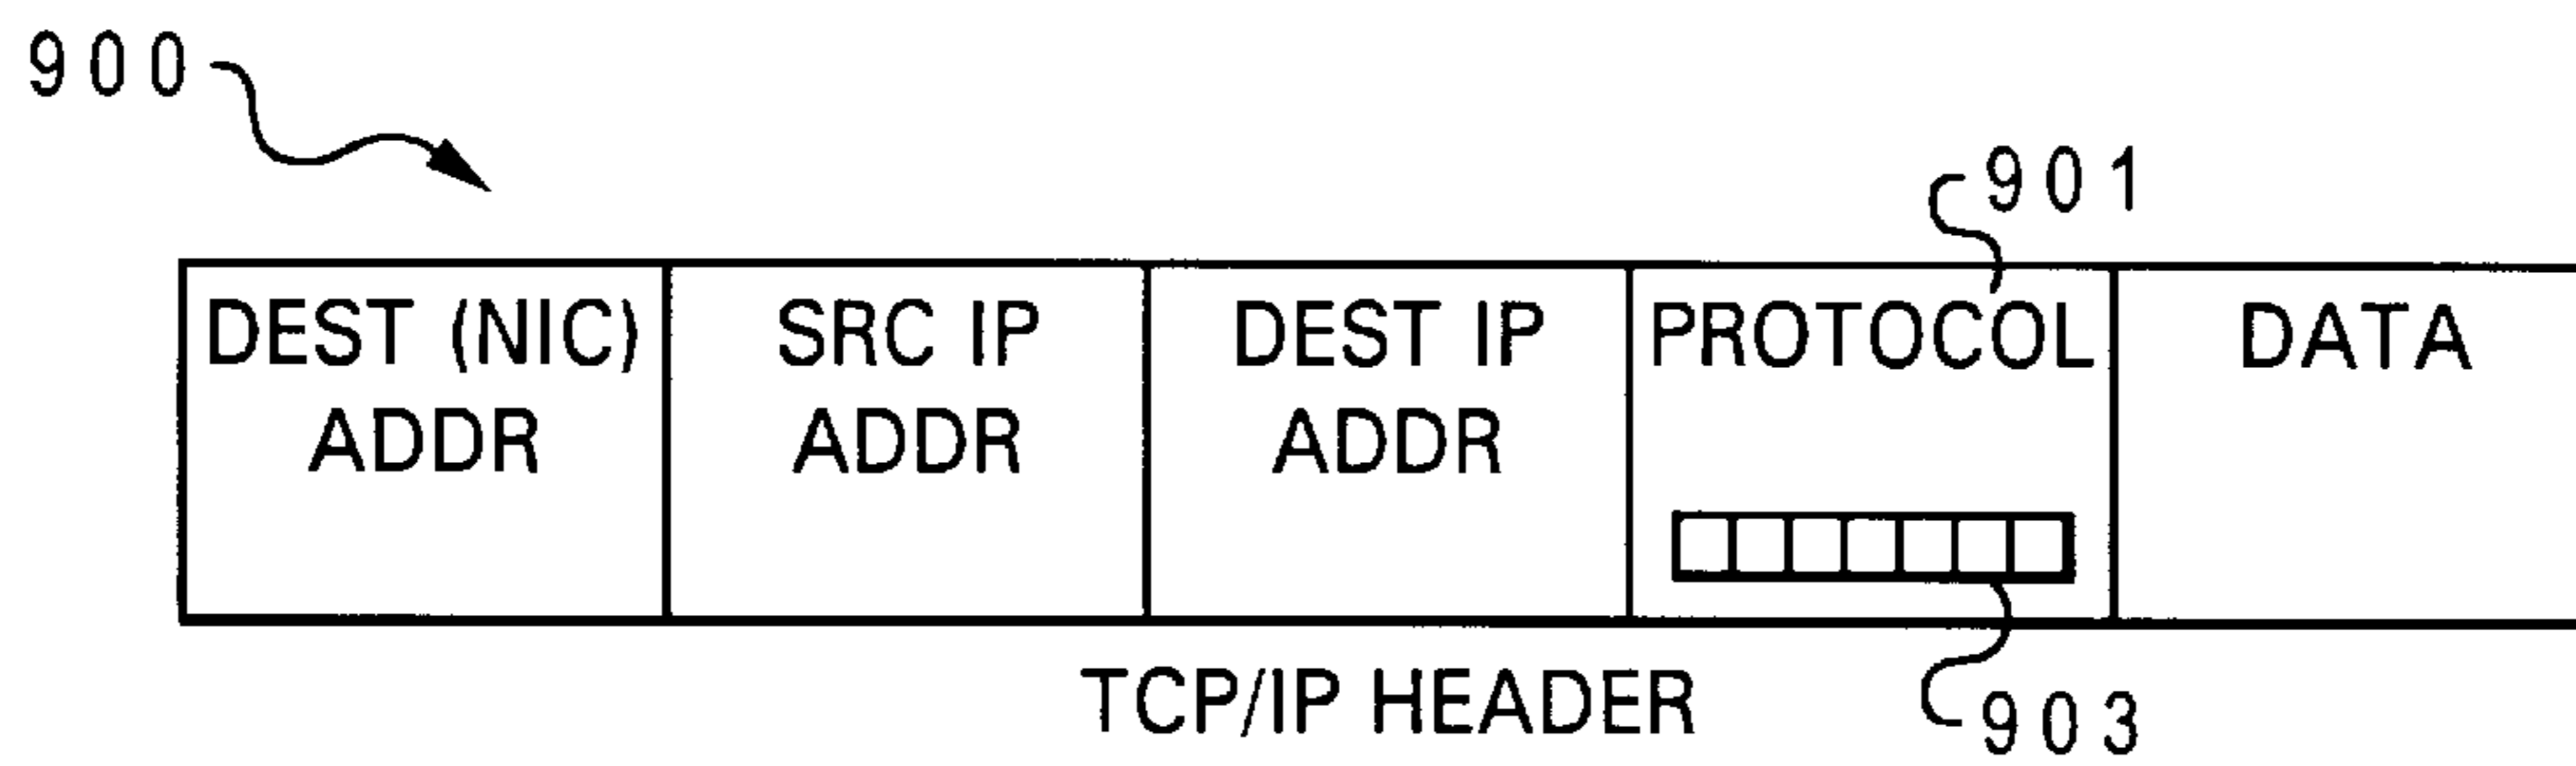 900
901
DEST (NIC) ADDR
SRC IP ADDR
DEST IP ADDR
PROTOCOL
DATA
TCP/IP HEADER
903